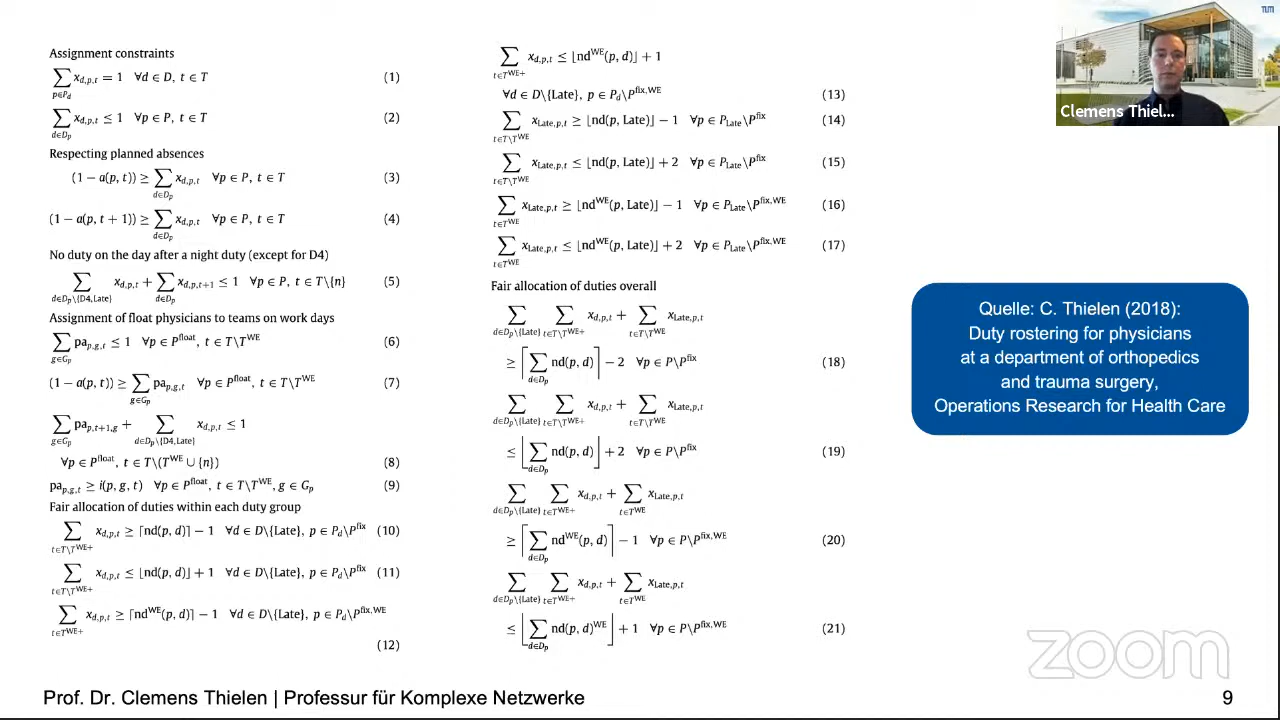 Assignment constraints
∑_{p∈P_d} x_{d,p,t} = 1 ∀d ∈ D, t ∈ T (1)
∑_{d∈D_p} x_{d,p,t} ≤ 1 ∀p ∈ P, t ∈ T (2)
Respecting planned absences
(1 − a(p, t)) ≥ ∑_{d∈D_p} x_{d,p,t} ∀p ∈ P, t ∈ T (3)
(1 − a(p, t + 1)) ≥ ∑_{d∈D_p} x_{d,p,t} ∀p ∈ P, t ∈ T (4)
No duty on the day after a night duty (except for D4)
∑_{d∈D_p\{D4,Late}} x_{d,p,t} + ∑_{d∈D_p} x_{d,p,t+1} ≤ 1 ∀p ∈ P, t ∈ T\{n} (5)
Assignment of float physicians to teams on work days
∑_{g∈G_p} pa_{p,g,t} ≤ 1 ∀p ∈ P^{float}, t ∈ T\T^{WE} (6)
(1 − a(p, t)) ≥ ∑_{g∈G_p} pa_{p,g,t} ∀p ∈ P^{float}, t ∈ T\T^{WE} (7)
∑_{g∈G_p} pa_{p,t+1,g} + ∑_{d∈D_p\{D4,Late}} x_{d,p,t} ≤ 1
∀p ∈ P^{float}, t ∈ T\(T^{WE} ∪ {n}) (8)
pa_{p,g,t} ≥ i(p, g, t) ∀p ∈ P^{float}, t ∈ T\T^{WE}, g ∈ G_p (9)
Fair allocation of duties within each duty group
∑_{t∈T\T^{WE+}} x_{d,p,t} ≥ ⌈nd(p, d)⌉ − 1 ∀d ∈ D\{Late}, p ∈ P_d\P^{fix} (10)
∑_{t∈T\T^{WE+}} x_{d,p,t} ≤ ⌊nd(p, d)⌋ + 1 ∀d ∈ D\{Late}, p ∈ P_d\P^{fix} (11)
∑_{t∈T^{WE+}} x_{d,p,t} ≥ ⌈nd^{WE}(p, d)⌉ − 1 ∀d ∈ D\{Late}, p ∈ P_d\P^{fix,WE}
(12)
∑_{t∈T^{WE+}} x_{d,p,t} ≤ ⌊nd^{WE}(p, d)⌋ + 1
∀d ∈ D\{Late}, p ∈ P_d\P^{fix,WE} (13)
∑_{t∈T\T^{WE}} x_{Late,p,t} ≥ ⌊nd(p, Late)⌋ − 1 ∀p ∈ P_{Late}\P^{fix} (14)
∑_{t∈T\T^{WE}} x_{Late,p,t} ≤ ⌊nd(p, Late)⌋ + 2 ∀p ∈ P_{Late}\P^{fix} (15)
∑_{t∈T^{WE}} x_{Late,p,t} ≥ ⌊nd^{WE}(p, Late)⌋ − 1 ∀p ∈ P_{Late}\P^{fix,WE} (16)
∑_{t∈T^{WE}} x_{Late,p,t} ≤ ⌊nd^{WE}(p, Late)⌋ + 2 ∀p ∈ P_{Late}\P^{fix,WE} (17)
Fair allocation of duties overall
∑_{d∈D_p\{Late}} ∑_{t∈T\T^{WE+}} x_{d,p,t} + ∑_{t∈T\T^{WE}} x_{Late,p,t}
≥ ⌈∑_{d∈D_p} nd(p, d)⌉ − 2 ∀p ∈ P\P^{fix} (18)
∑_{d∈D_p\{Late}} ∑_{t∈T\T^{WE+}} x_{d,p,t} + ∑_{t∈T\T^{WE}} x_{Late,p,t}
≤ ⌊∑_{d∈D_p} nd(p, d)⌋ + 2 ∀p ∈ P\P^{fix} (19)
∑_{d∈D_p\{Late}} ∑_{t∈T^{WE+}} x_{d,p,t} + ∑_{t∈T^{WE}} x_{Late,p,t}
≥ ⌈∑_{d∈D_p} nd^{WE}(p, d)⌉ − 1 ∀p ∈ P\P^{fix,WE} (20)
∑_{d∈D_p\{Late}} ∑_{t∈T^{WE+}} x_{d,p,t} + ∑_{t∈T^{WE}} x_{Late,p,t}
≤ ⌊∑_{d∈D_p} nd(p, d)^{WE}⌋ + 1 ∀p ∈ P\P^{fix,WE} (21)
TUM
Clemens Thiel...
Quelle: C. Thielen (2018):
Duty rostering for physicians
at a department of orthopedics
and trauma surgery,
Operations Research for Health Care
zoom
Prof. Dr. Clemens Thielen | Professur für Komplexe Netzwerke
9